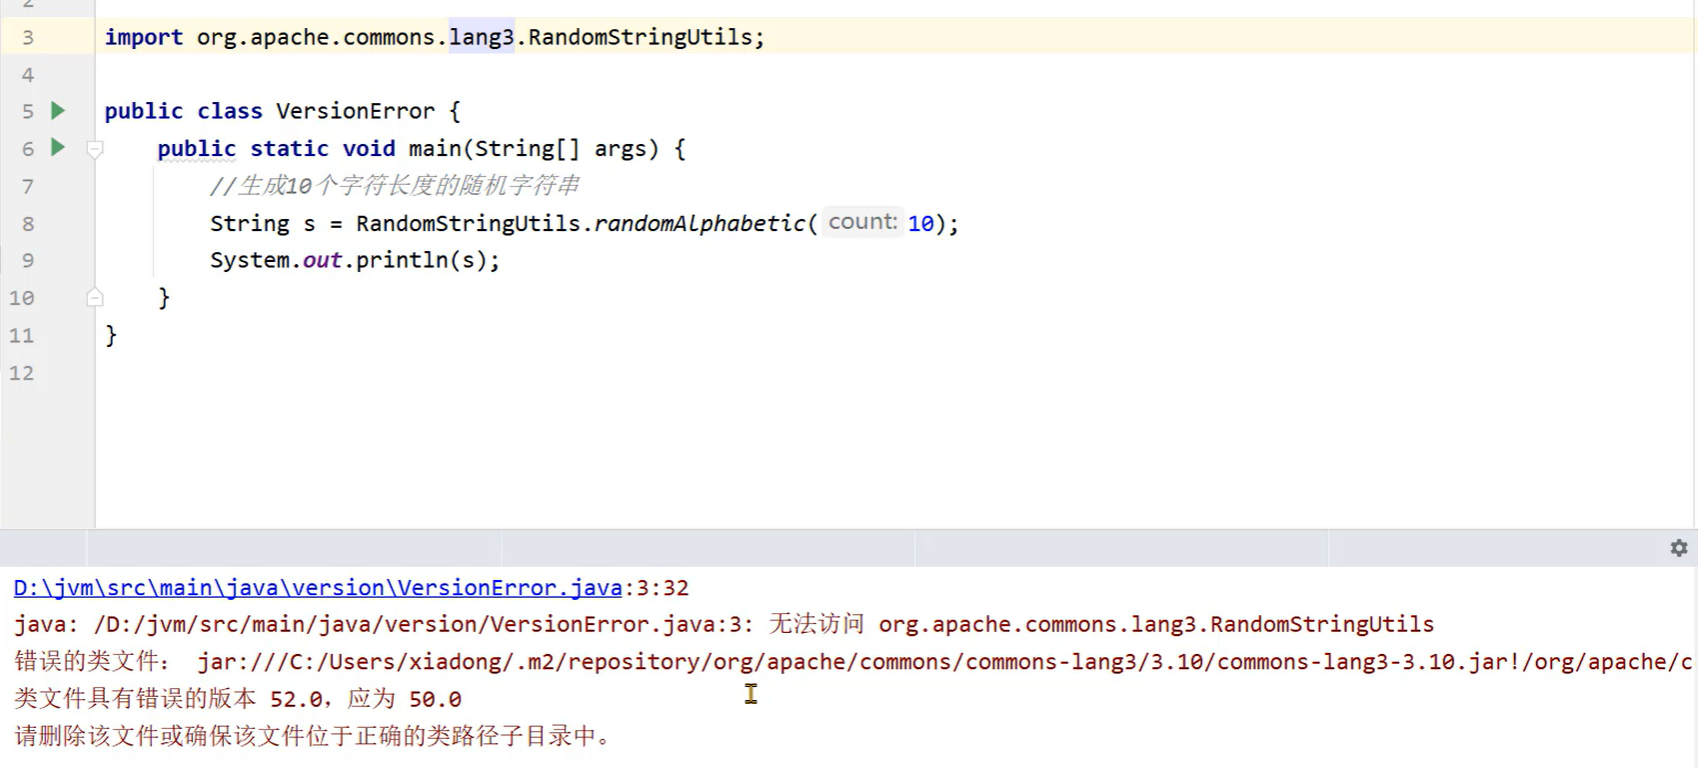 2
3 import org.apache.commons.lang3.RandomStringUtils;
4
5 public class VersionError {
6 public static void main(String[] args) {
7 //生成10个字符长度的随机字符串
8 String s = RandomStringUtils.randomAlphabetic( count: 10);
9 System.out.println(s);
10 }
11 }
12
D:\jvm\src\main\java\version\VersionError.java:3:32
java: /D:/jvm/src/main/java/version/VersionError.java:3: 无法访问 org.apache.commons.lang3.RandomStringUtils
错误的类文件: jar:///C:/Users/xiadong/.m2/repository/org/apache/commons/commons-lang3/3.10/commons-lang3-3.10.jar!/org/apache/c
类文件具有错误的版本 52.0, 应为 50.0
请删除该文件或确保该文件位于正确的类路径子目录中。